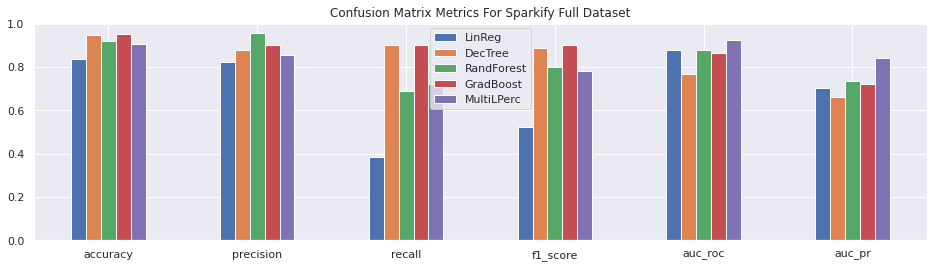 Confusion Matrix Metrics For Sparkify Full Dataset
1.0
0.8
0.6
0.4
0.2
0.0
LinReg
DecTree
RandForest
GradBoost
MultiLPerc
accuracy
precision
recall
f1_score
auc_roc
auc_pr